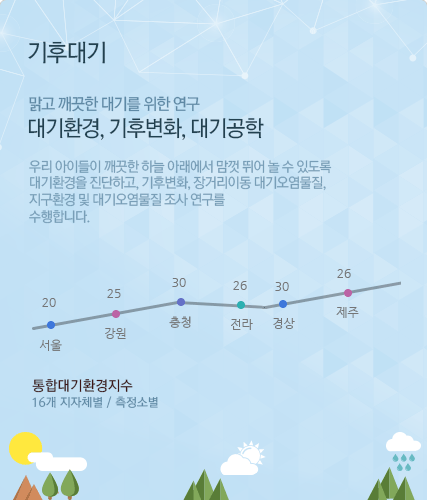 기후대기
맑고 깨끗한 대기를 위한 연구
대기환경, 기후변화, 대기공학
우리 아이들이 깨끗한 하늘 아래에서 맘껏 뛰어 놀 수 있도록
대기환경을 진단하고, 기후변화, 장거리이동 대기오염물질,
지구환경 및 대기오염물질 조사 연구를
수행합니다.
20 25 30 26 30 26
서울 강원 충청 전라 경상 제주
통합대기환경지수
16개 지자체별 / 측정소별